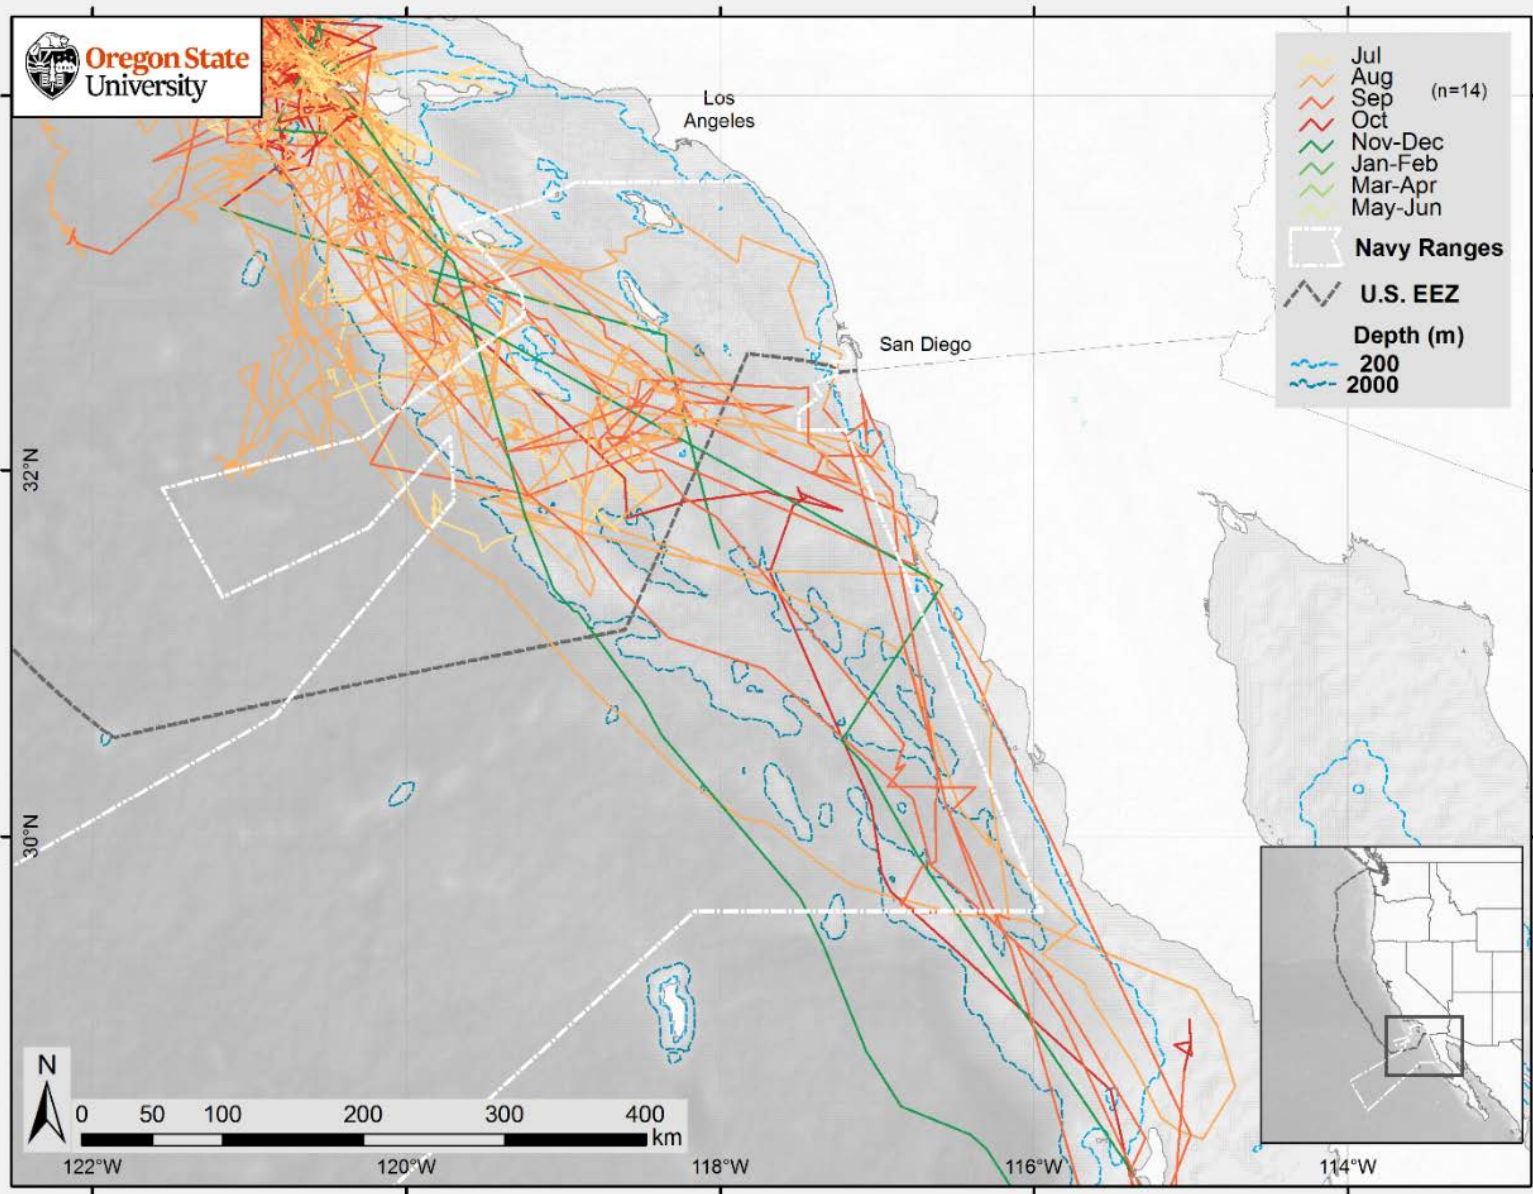 Oregon State
University
Los
Angeles
San Diego
Jul
Aug
Sep
(n=14)
Oct
Nov-Dec
Jan-Feb
Mar-Apr
May-Jun
Navy Ranges
U.S. EEZ
Depth (m)
200
2000
32°N
30°N
N
0 50 100 200 300 400
km
122°W 120°W 118°W 116°W 114°W